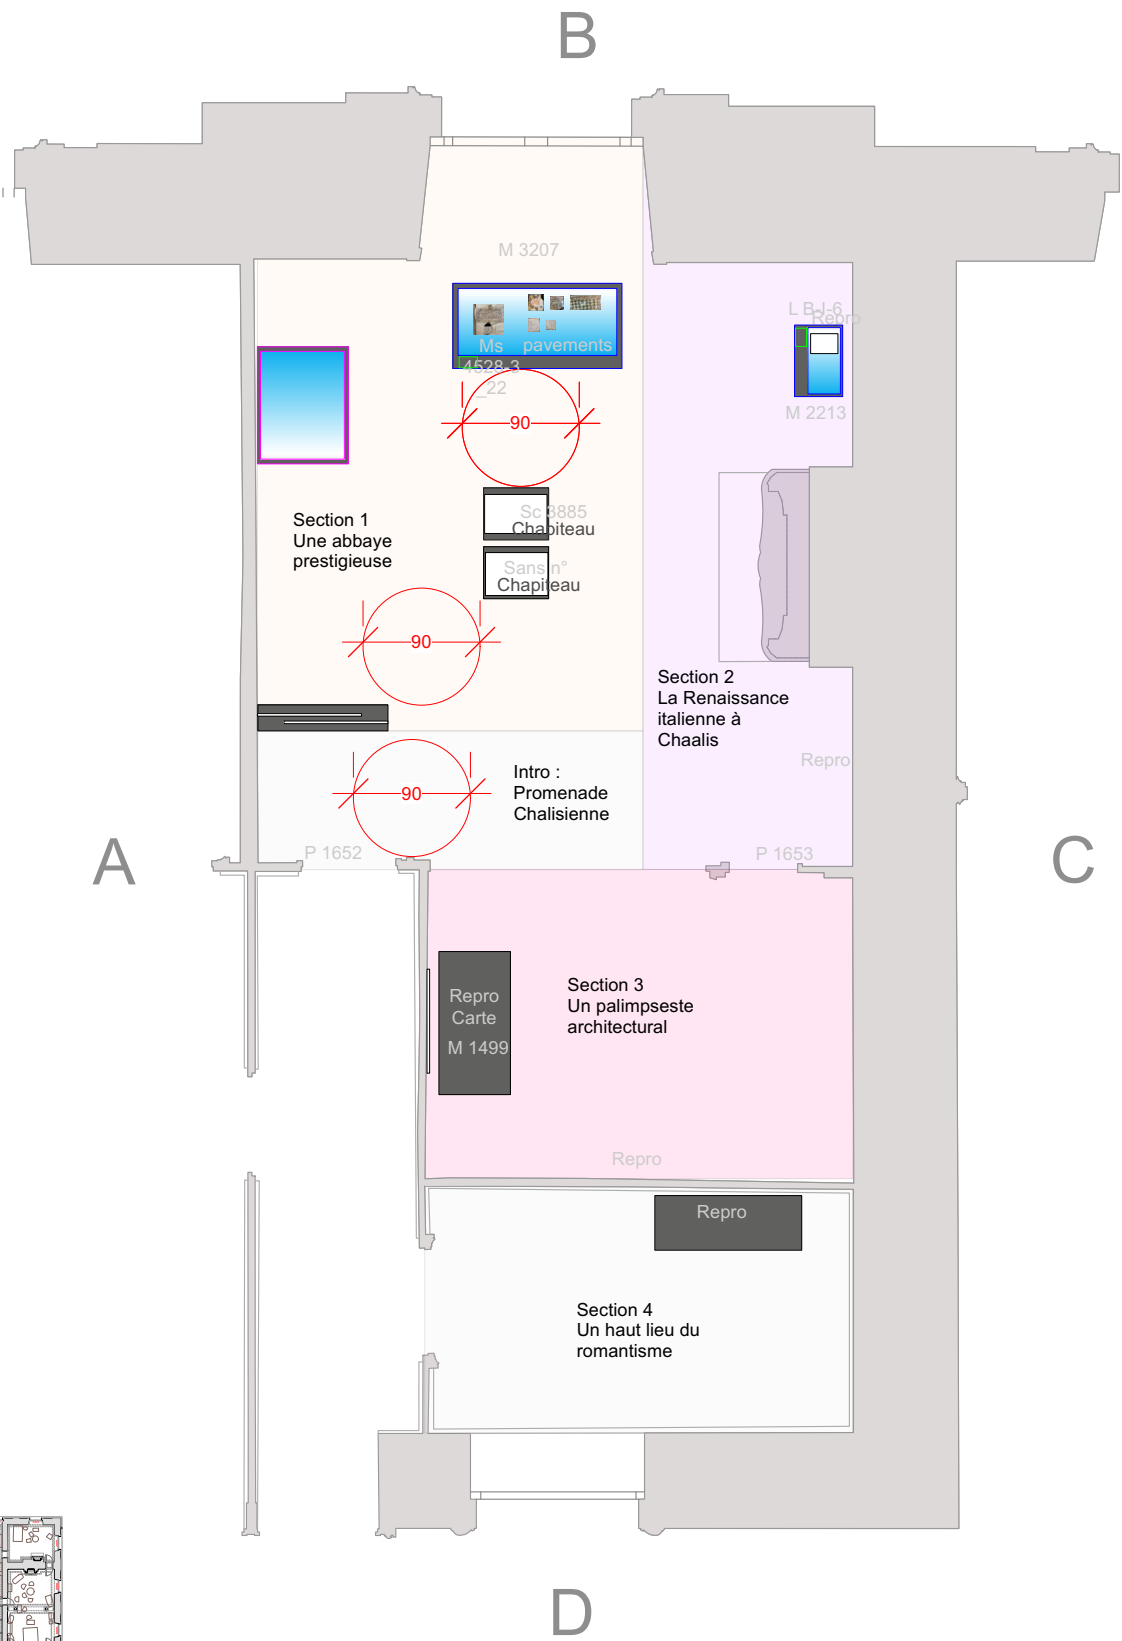 B
M 3207
L B-I-6
Repro
Ms
pavements
4528-3
_22
M 2213
90
Sc 3885
Chapiteau
Section 1
Une abbaye
prestigieuse
Sans n°
Chapiteau
90
Section 2
La Renaissance
italienne à
Chaalis
Repro
Intro :
Promenade
Chalisienne
90
P 1652
P 1653
A
C
Section 3
Un palimpseste
architectural
Repro
Carte
M 1499
Repro
Repro
Section 4
Un haut lieu du
romantisme
D